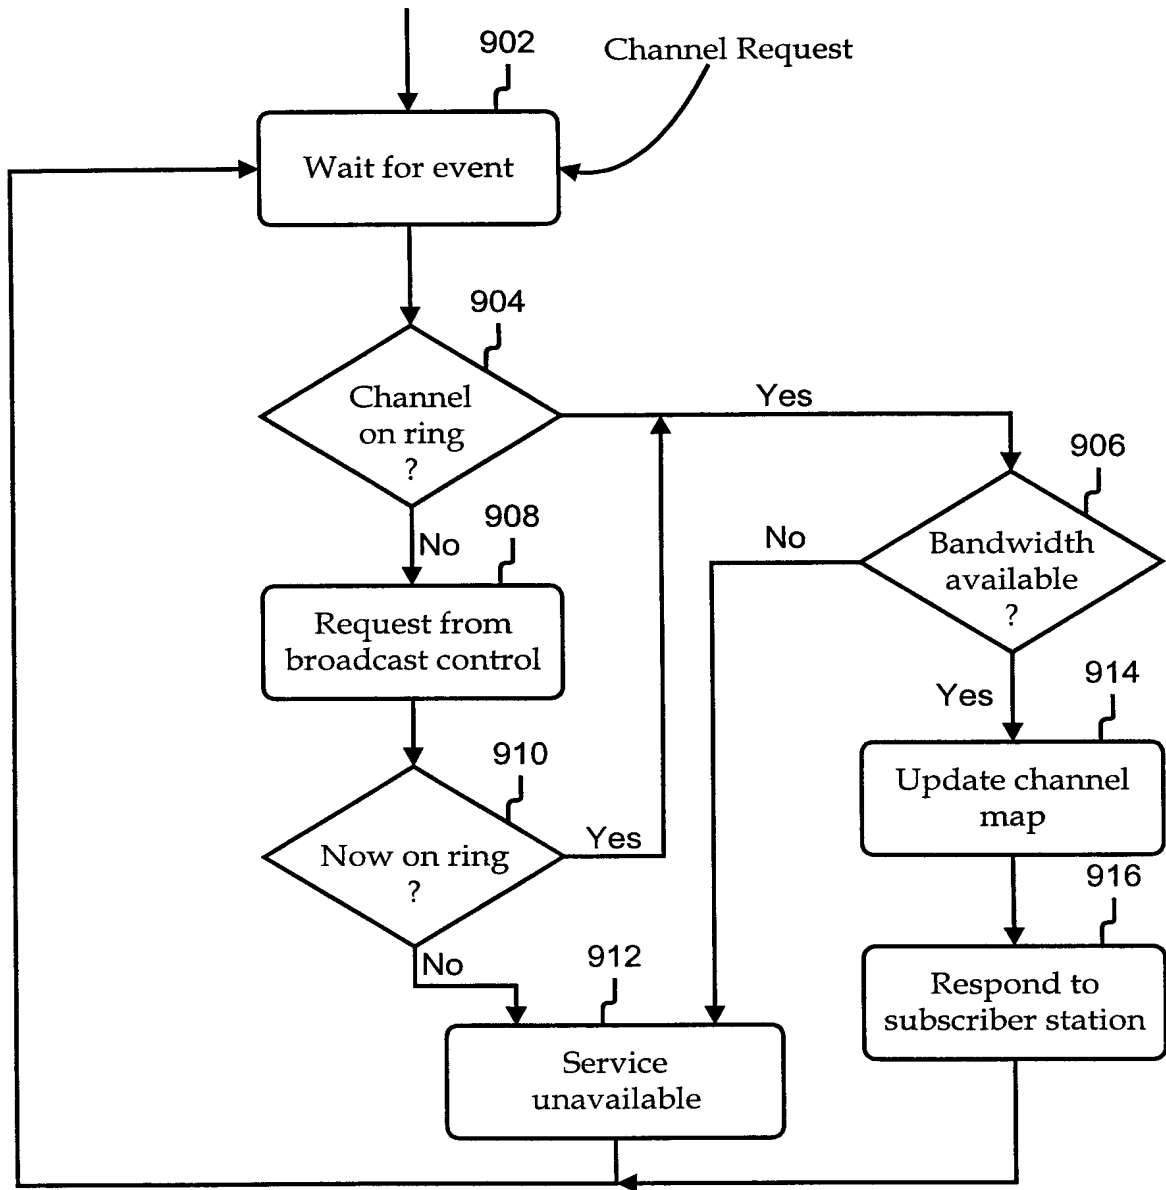 902
Channel Request
Wait for event
904
Channel
on ring
?
Yes
906
Bandwidth
available
?
No
No
908
Request from
broadcast control
Yes
914
Update channel
map
910
Now on ring
?
Yes
No
916
Respond to
subscriber station
912
Service
unavailable